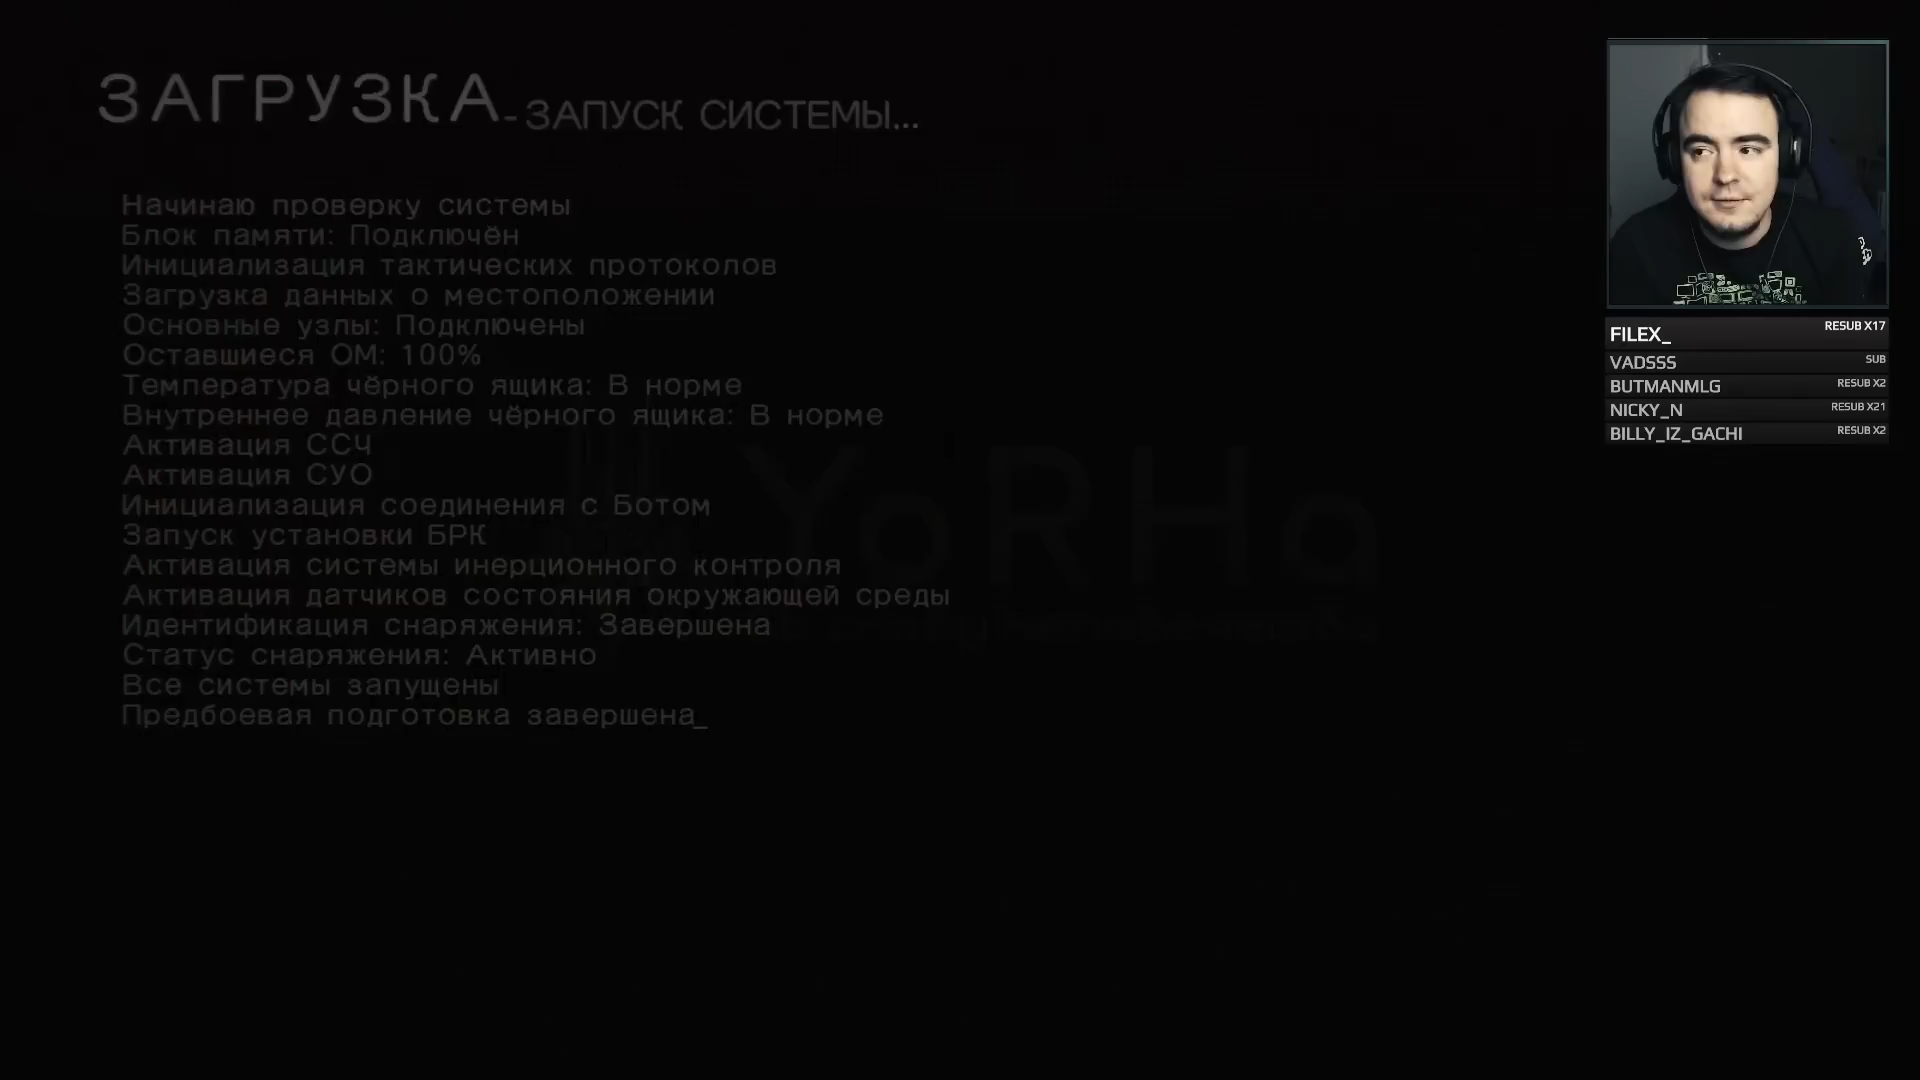 ЗАГРУЗКА - ЗАПУСК СИСТЕМЫ...
Начинаю проверку системы
Блок памяти: Подключён
Инициализация тактических протоколов
Загрузка данных о местоположении
Основные узлы: Подключены
Оставшиеся ОМ: 100%
Температура чёрного ящика: В норме
Внутреннее давление чёрного ящика: В норме
Активация ССЧ
Активация СУО
Инициализация соединения с Ботом
Запуск установки БРК
Активация системы инерционного контроля
Активация датчиков состояния окружающей среды
Идентификация снаряжения: Завершена
Статус снаряжения: Активно
Все системы запущены
Предбоевая подготовка завершена_
YoRHa
FILEX_ RESUB X17
VADSSS SUB
BUTMANMLG RESUB X2
NICKY_N RESUB X21
BILLY_IZ_GACHI RESUB X2